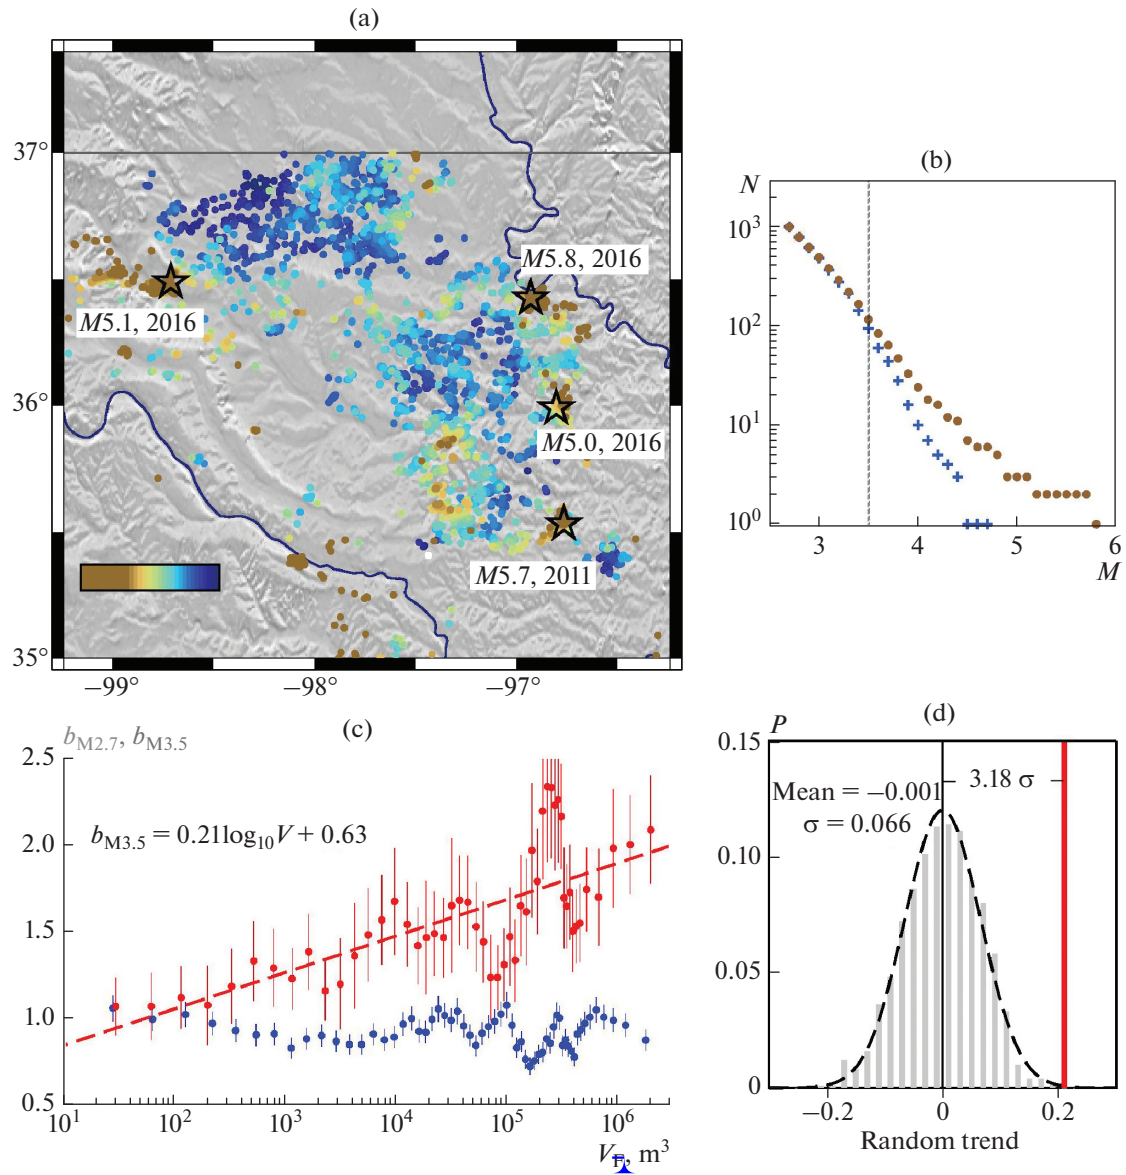 (a)
37°
36°
35°
−99°
−98°
−97°
M5.8, 2016
M5.1, 2016
M5.0, 2016
M5.7, 2011
(b)
N
10³
10²
10¹
10⁰
3
4
5
6
M
(c)
b_M2.7, b_M3.5
2.5
2.0
1.5
1.0
0.5
b_M3.5 = 0.21log₁₀V + 0.63
10¹
10²
10³
10⁴
10⁵
10⁶
V_F, m³
(d)
P
0.15
0.10
0.05
0
3.18 σ
Mean = −0.001
σ = 0.066
−0.2
0
0.2
Random trend